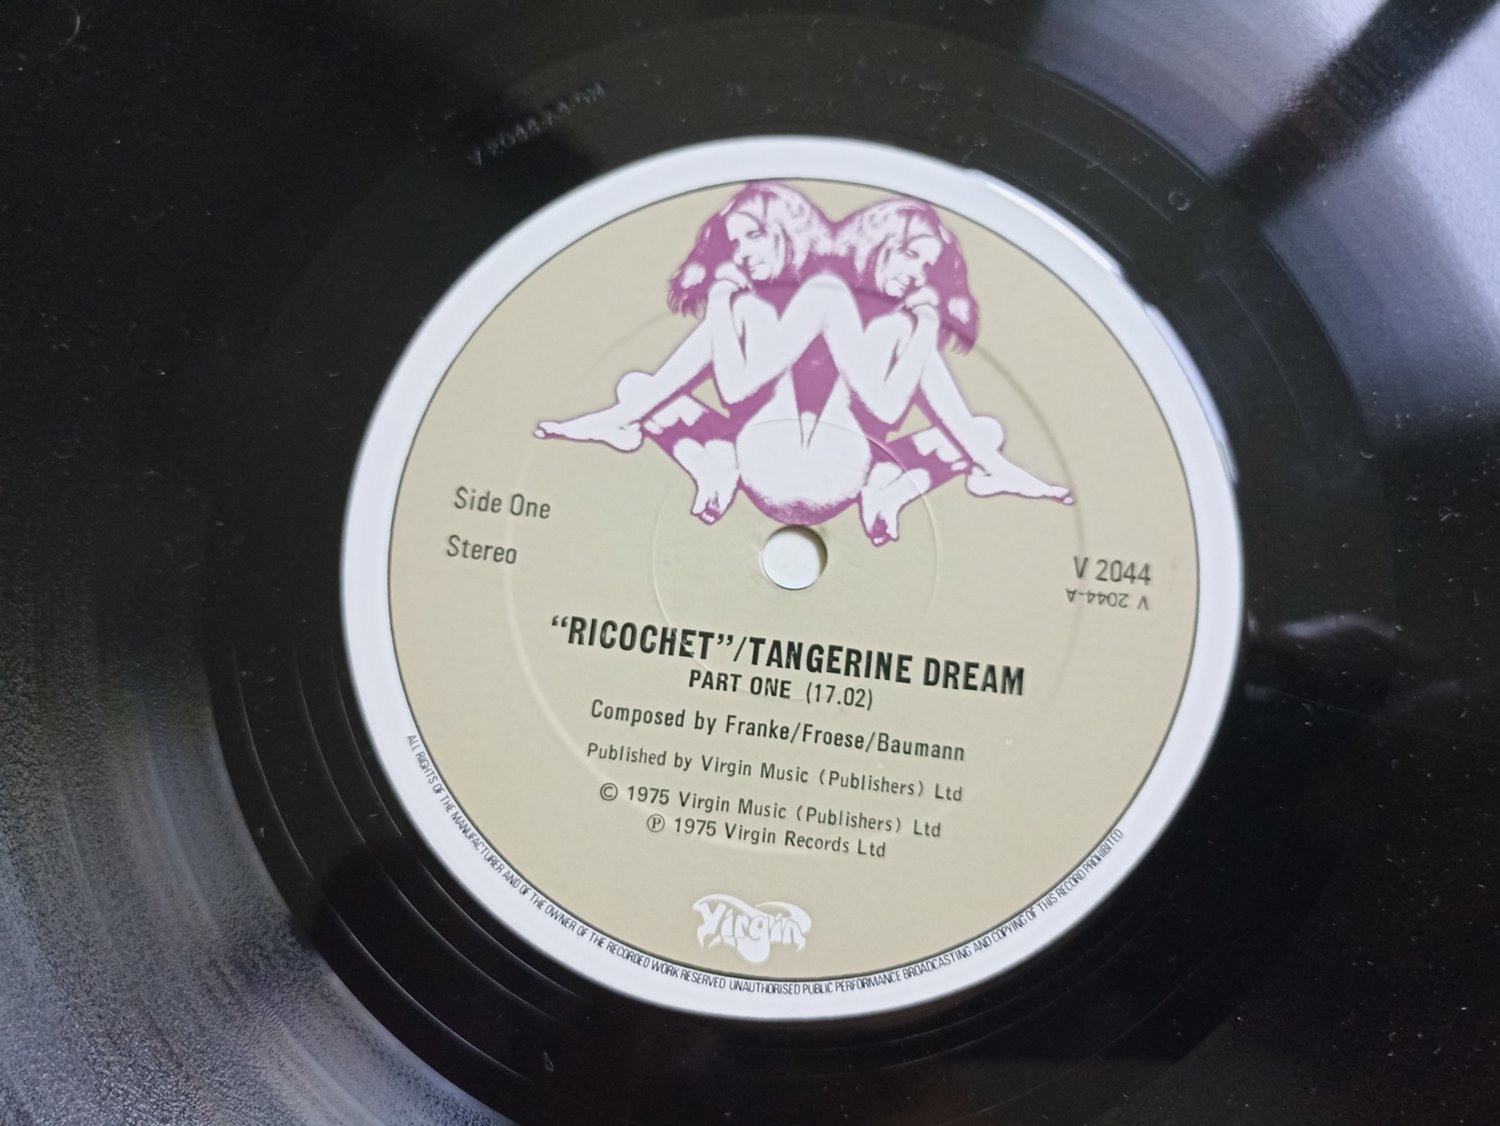 Side One
Stereo
V 2044
V 2044-A
“RICOCHET”/TANGERINE DREAM
PART ONE (17.02)
Composed by Franke/Froese/Baumann
Published by Virgin Music (Publishers) Ltd
© 1975 Virgin Music (Publishers) Ltd
℗ 1975 Virgin Records Ltd
Virgin
ALL RIGHTS OF THE MANUFACTURER AND OF THE OWNER OF THE RECORDED WORK RESERVED UNAUTHORISED PUBLIC PERFORMANCE BROADCASTING AND COPYING OF THIS RECORD PROHIBITED